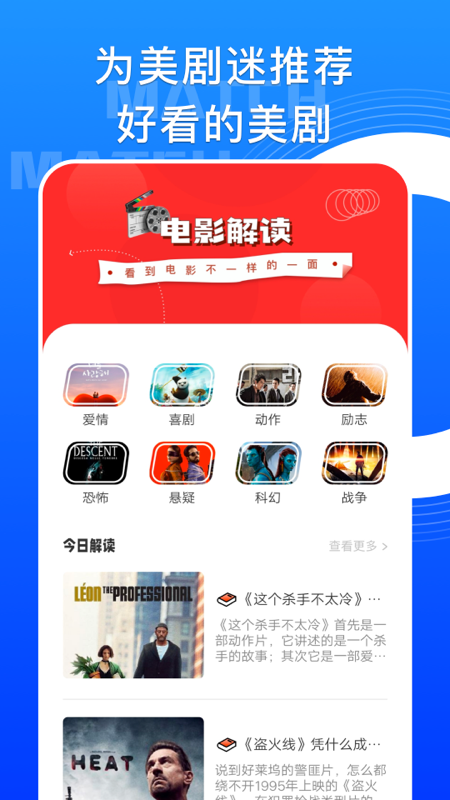 为美剧迷推荐
好看的美剧
MATCH
MATCH
电影解读
看到电影不一样的一面
爱情
喜剧
动作
励志
THE
DESCENT
恐怖
悬疑
科幻
战争
今日解读
查看更多 >
LÉON THE PROFESSIONAL
《这个杀手不太冷》…
《这个杀手不太冷》首先是一
部动作片，它讲述的是一个杀
手的故事；其次它是一部爱…
HEAT
《盗火线》凭什么成…
说到好莱坞的警匪片，怎么都
绕不开1995年上映的《盗火